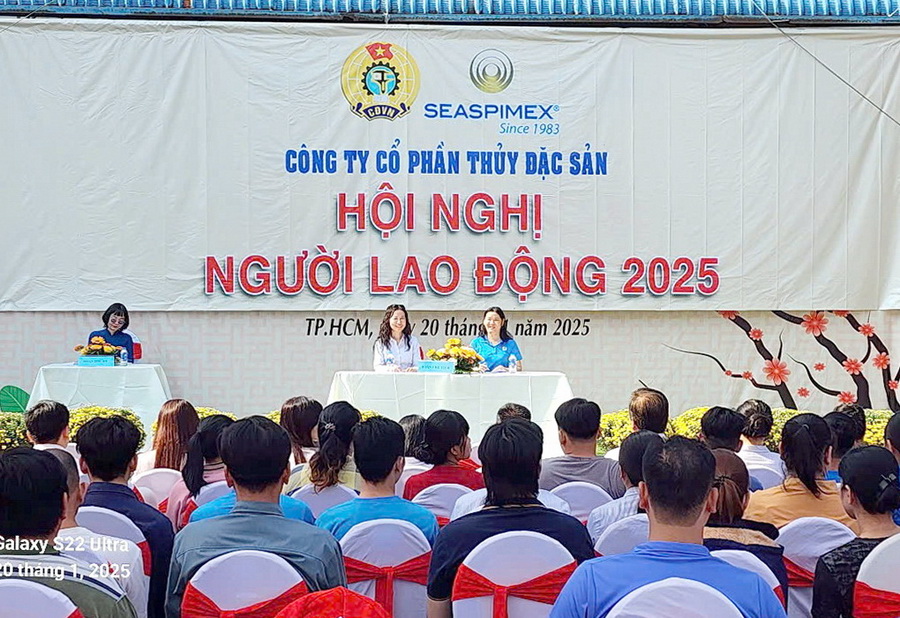 CĐVN
SEASPIMEX®
Since 1983
CÔNG TY CỔ PHẦN THỦY ĐẶC SẢN
HỘI NGHỊ
NGƯỜI LAO ĐỘNG 2025
TP.HCM, 20 năm 2025
Galaxy S22 Ultra
20 tháng 1, 2025